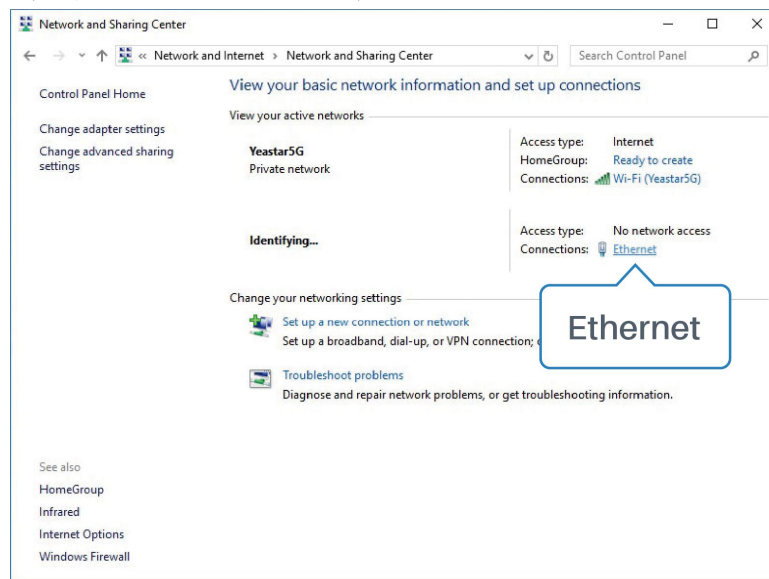 Network and Sharing Center
« Network and Internet › Network and Sharing Center
Search Control Panel
Control Panel Home
Change adapter settings
Change advanced sharing
settings
See also
HomeGroup
Infrared
Internet Options
Windows Firewall
View your basic network information and set up connections
View your active networks
Yeastar5G
Private network
Access type: Internet
HomeGroup: Ready to create
Connections: Wi-Fi (Yeastar5G)
Identifying...
Access type: No network access
Connections: Ethernet
Ethernet
Change your networking settings
Set up a new connection or network
Set up a broadband, dial-up, or VPN connection;
Troubleshoot problems
Diagnose and repair network problems, or get troubleshooting information.